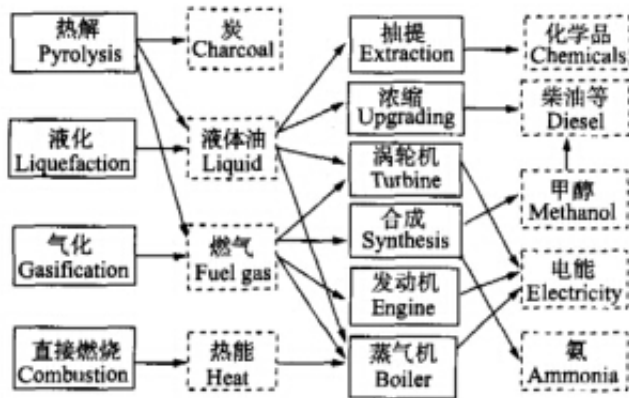 热解
Pyrolysis
炭
Charcoal
抽提
Extraction
化学品
Chemicals
浓缩
Upgrading
柴油等
Diesel
液化
Liquefaction
液体油
Liquid
涡轮机
Turbine
甲醇
Methanol
合成
Synthesis
气化
Gasification
燃气
Fuel gas
发动机
Engine
电能
Electricity
直接燃烧
Combustion
热能
Heat
蒸气机
Boiler
氨
Ammonia